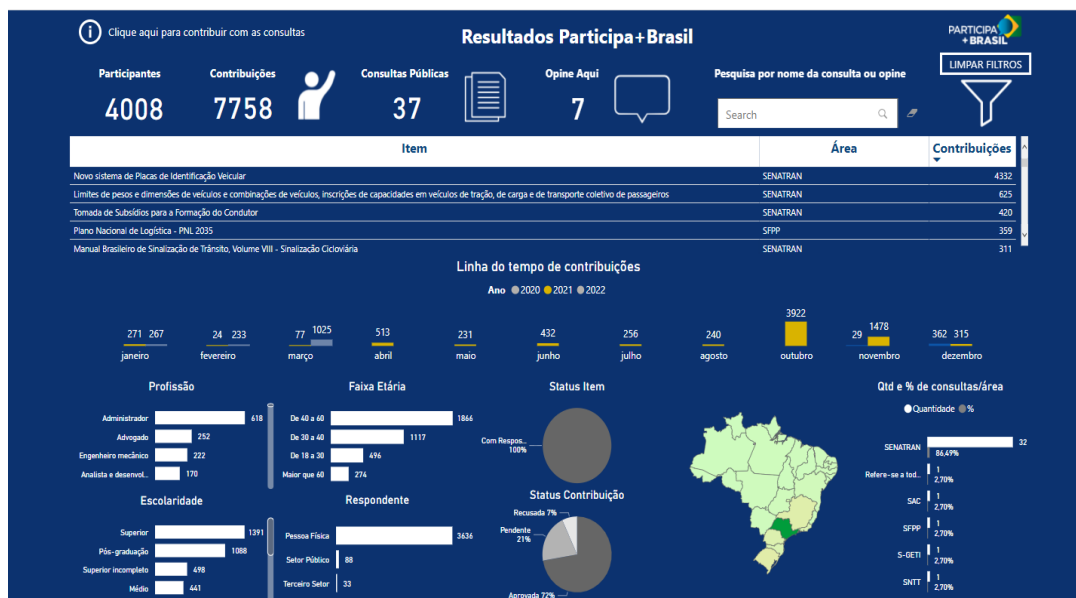 Clique aqui para contribuir com as consultas
Resultados Participa+Brasil
PARTICIPA
+BRASIL
LIMPAR FILTROS
Participantes
4008
Contribuições
7758
Consultas Públicas
37
Opine Aqui
7
Pesquisa por nome da consulta ou opine
Search
Item Área Contribuições
Novo sistema de Placas de Identificação Veicular SENATRAN 4332
Limites de pesos e dimensões de veículos e combinações de veículos, inscrições de capacidades em veículos de tração, de carga e de transporte coletivo de passageiros SENATRAN 625
Tomada de Subsídios para a Formação do Condutor SENATRAN 420
Plano Nacional de Logística - PNL 2035 SFPP 359
Manual Brasileiro de Sinalização de Trânsito, Volume VIII - Sinalização Cicloviária SENATRAN 311
Linha do tempo de contribuições
Ano 2020 2021 2022
271 267 24 233 77 1025 513 231 432 256 240 3922 29 1478 362 315
janeiro fevereiro março abril maio junho julho agosto outubro novembro dezembro
Profissão
Administrador 618
Advogado 252
Engenheiro mecânico 222
Analista e desenvol... 170
Escolaridade
Superior 1391
Pós-graduação 1088
Superior incompleto 498
Médio 441
Faixa Etária
De 40 a 60 1866
De 30 a 40 1117
De 18 a 30 496
Maior que 60 274
Respondente
Pessoa Física 3636
Setor Público 88
Terceiro Setor 33
Status Item
Com Respos...
100%
Status Contribuição
Recusada 7%
Pendente
21%
Aprovada 72%
Qtd e % de consultas/área
Quantidade %
SENATRAN 32
86,49%
Refere-se a tod... 1
2,70%
SAC 1
2,70%
SFPP 1
2,70%
S-GETI 1
2,70%
SNTT 1
2,70%